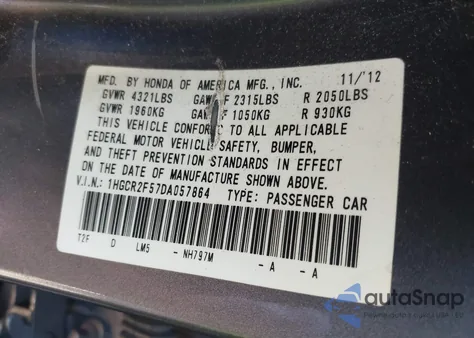 MFD. BY HONDA OF AMERICA MFG., INC. 11/'12
GVWR 4321LBS GAWR F 2315LBS R 2050LBS
GVWR 1960KG GAWR F 1050KG R 930KG
THIS VEHICLE CONFORMS TO ALL APPLICABLE
FEDERAL MOTOR VEHICLE SAFETY, BUMPER,
AND THEFT PREVENTION STANDARDS IN EFFECT
ON THE DATE OF MANUFACTURE SHOWN ABOVE.
V.I.N.: 1HGCR2F57DA057864 TYPE: PASSENGER CAR
T2F D LM5 - NH797M -A -A
autaSnap